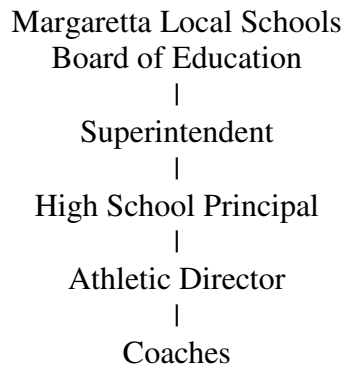 Margaretta Local Schools
Board of Education
Superintendent
High School Principal
Athletic Director
Coaches